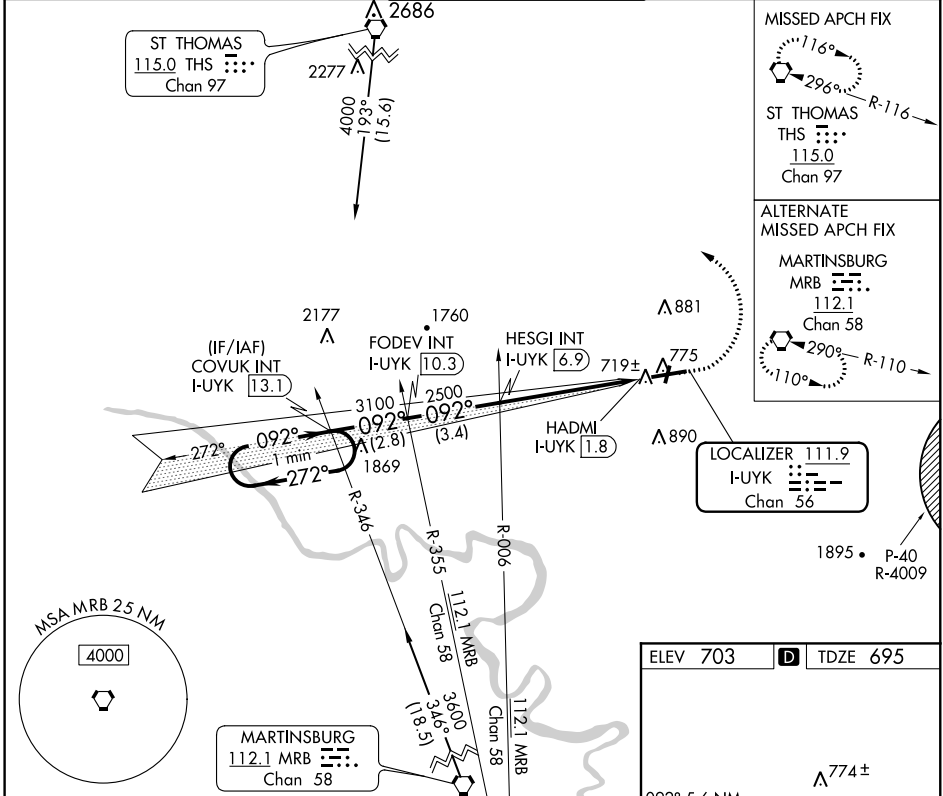 2686
ST THOMAS
115.0 THS
Chan 97
2277
4000
193°
(15.6)
MISSED APCH FIX
116°
296°
R-116
ST THOMAS
THS
115.0
Chan 97
ALTERNATE
MISSED APCH FIX
MARTINSBURG
MRB
112.1
Chan 58
290°
R-110
110°
2177
1760
881
(IF/IAF)
COVUK INT
I-UYK 13.1
FODEV INT
I-UYK 10.3
HESGI INT
I-UYK 6.9
719±
775
3100
2500
272°
092°
092°
092°
(2.8)
(3.4)
1 min
272°
1869
HADMI
I-UYK 1.8
890
LOCALIZER 111.9
I-UYK
Chan 56
R-346
R-355
R-006
112.1 MRB
Chan 58
112.1 MRB
Chan 58
1895
P-40
R-4009
MSA MRB 25 NM
4000
3600
346°
(18.5)
MARTINSBURG
112.1 MRB
Chan 58
ELEV 703
D
TDZE 695
774±